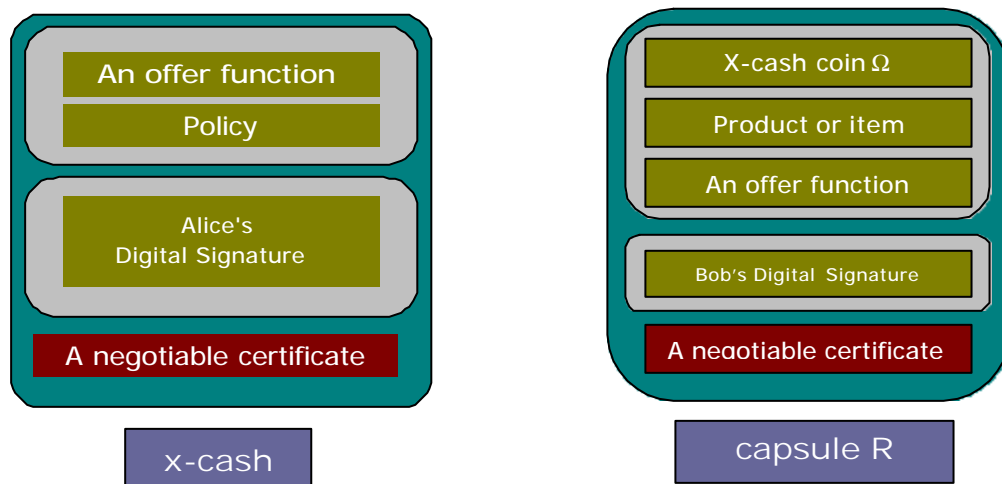 An offer function
Policy
Alice's
Digital Signature
A negotiable certificate
x-cash
X-cash coin Ω
Product or item
An offer function
Bob's Digital Signature
A negotiable certificate
capsule R